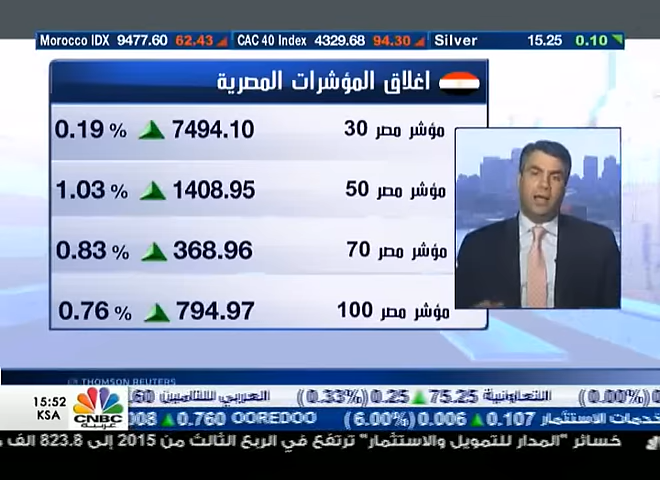 Morocco IDX 9477.60 62.43 CAC 40 Index 4329.68 94.30 Silver 15.25 0.10
اغلاق المؤشرات المصرية
مؤشر مصر 30 7494.10 0.19 %
مؤشر مصر 50 1408.95 1.03 %
مؤشر مصر 70 368.96 0.83 %
مؤشر مصر 100 794.97 0.76 %
THOMSON REUTERS
(0.00%) التعاونية 75.25 0.25 (0.33%) العربي للتامين
15:52
KSA
CNBC
عربية
خدمات الاستثمار 0.107 0.006 (6.00%) OOREDOO 0.760
خسائر "المدار للتمويل والاستثمار" ترتفع في الربع الثالث من 2015 إلى 823.8 الف